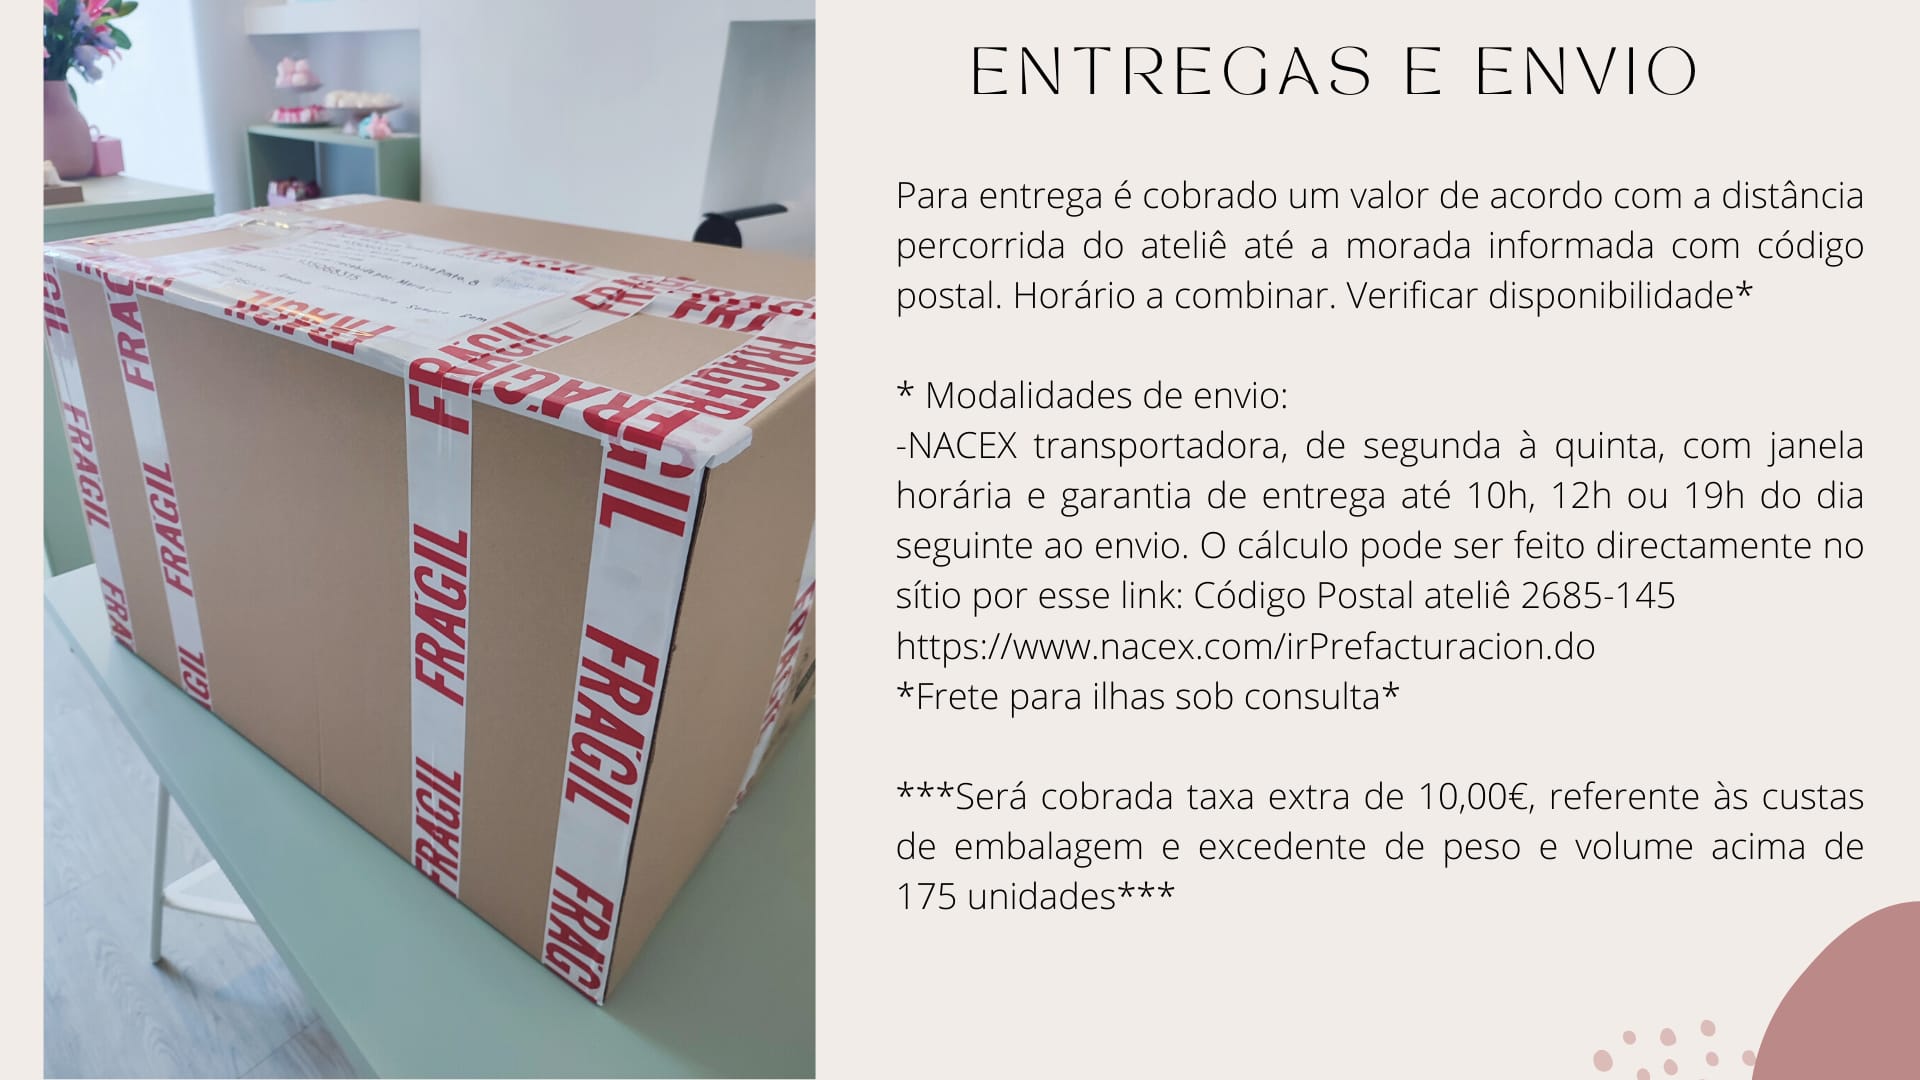 ENTREGAS E ENVIO
Para entrega é cobrado um valor de acordo com a distância
percorrida do ateliê até a morada informada com código
postal. Horário a combinar. Verificar disponibilidade*
* Modalidades de envio:
-NACEX transportadora, de segunda à quinta, com janela
horária e garantia de entrega até 10h, 12h ou 19h do dia
seguinte ao envio. O cálculo pode ser feito directamente no
sítio por esse link: Código Postal ateliê 2685-145
https://www.nacex.com/irPrefacturacion.do
*Frete para ilhas sob consulta*
***Será cobrada taxa extra de 10,00€, referente às custas
de embalagem e excedente de peso e volume acima de
175 unidades***
FRÁGIL
FRÁGIL
FRÁGIL
FRÁGIL
FRÁGIL
FRÁGIL
FRÁGIL